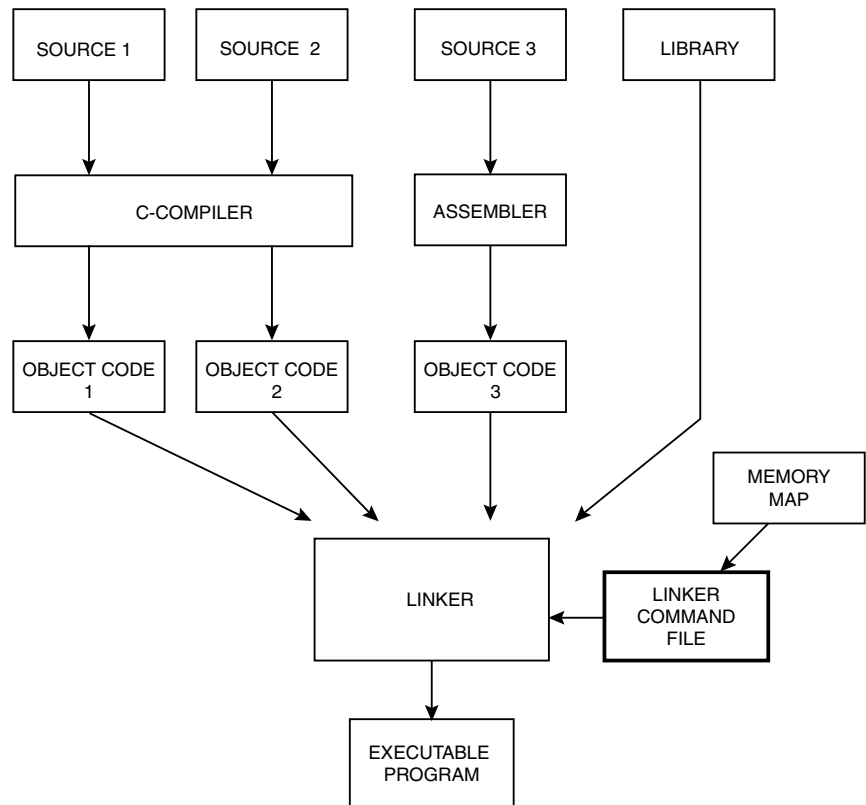 SOURCE 1
SOURCE 2
SOURCE 3
LIBRARY
C-COMPILER
ASSEMBLER
OBJECT CODE
1
OBJECT CODE
2
OBJECT CODE
3
MEMORY
MAP
LINKER
LINKER
COMMAND
FILE
EXECUTABLE
PROGRAM